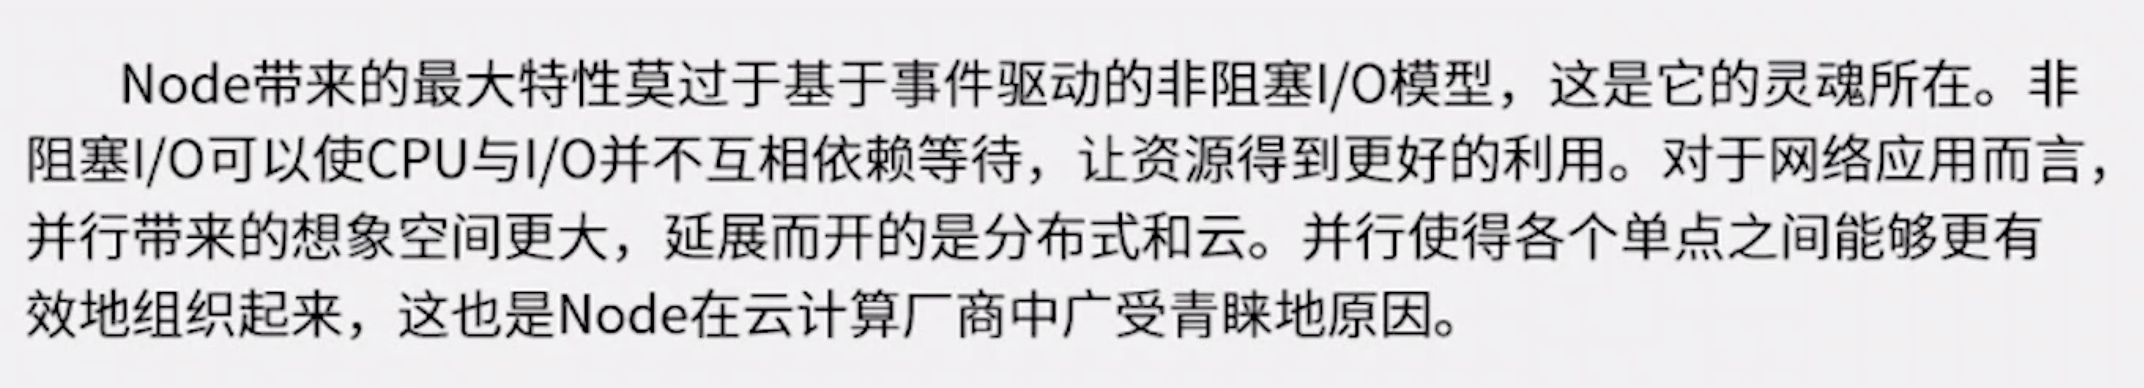 Node带来的最大特性莫过于基于事件驱动的非阻塞I/O模型，这是它的灵魂所在。非
阻塞I/O可以使CPU与I/O并不互相依赖等待，让资源得到更好的利用。对于网络应用而言，
并行带来的想象空间更大，延展而开的是分布式和云。并行使得各个单点之间能够更有
效地组织起来，这也是Node在云计算厂商中广受青睐地原因。